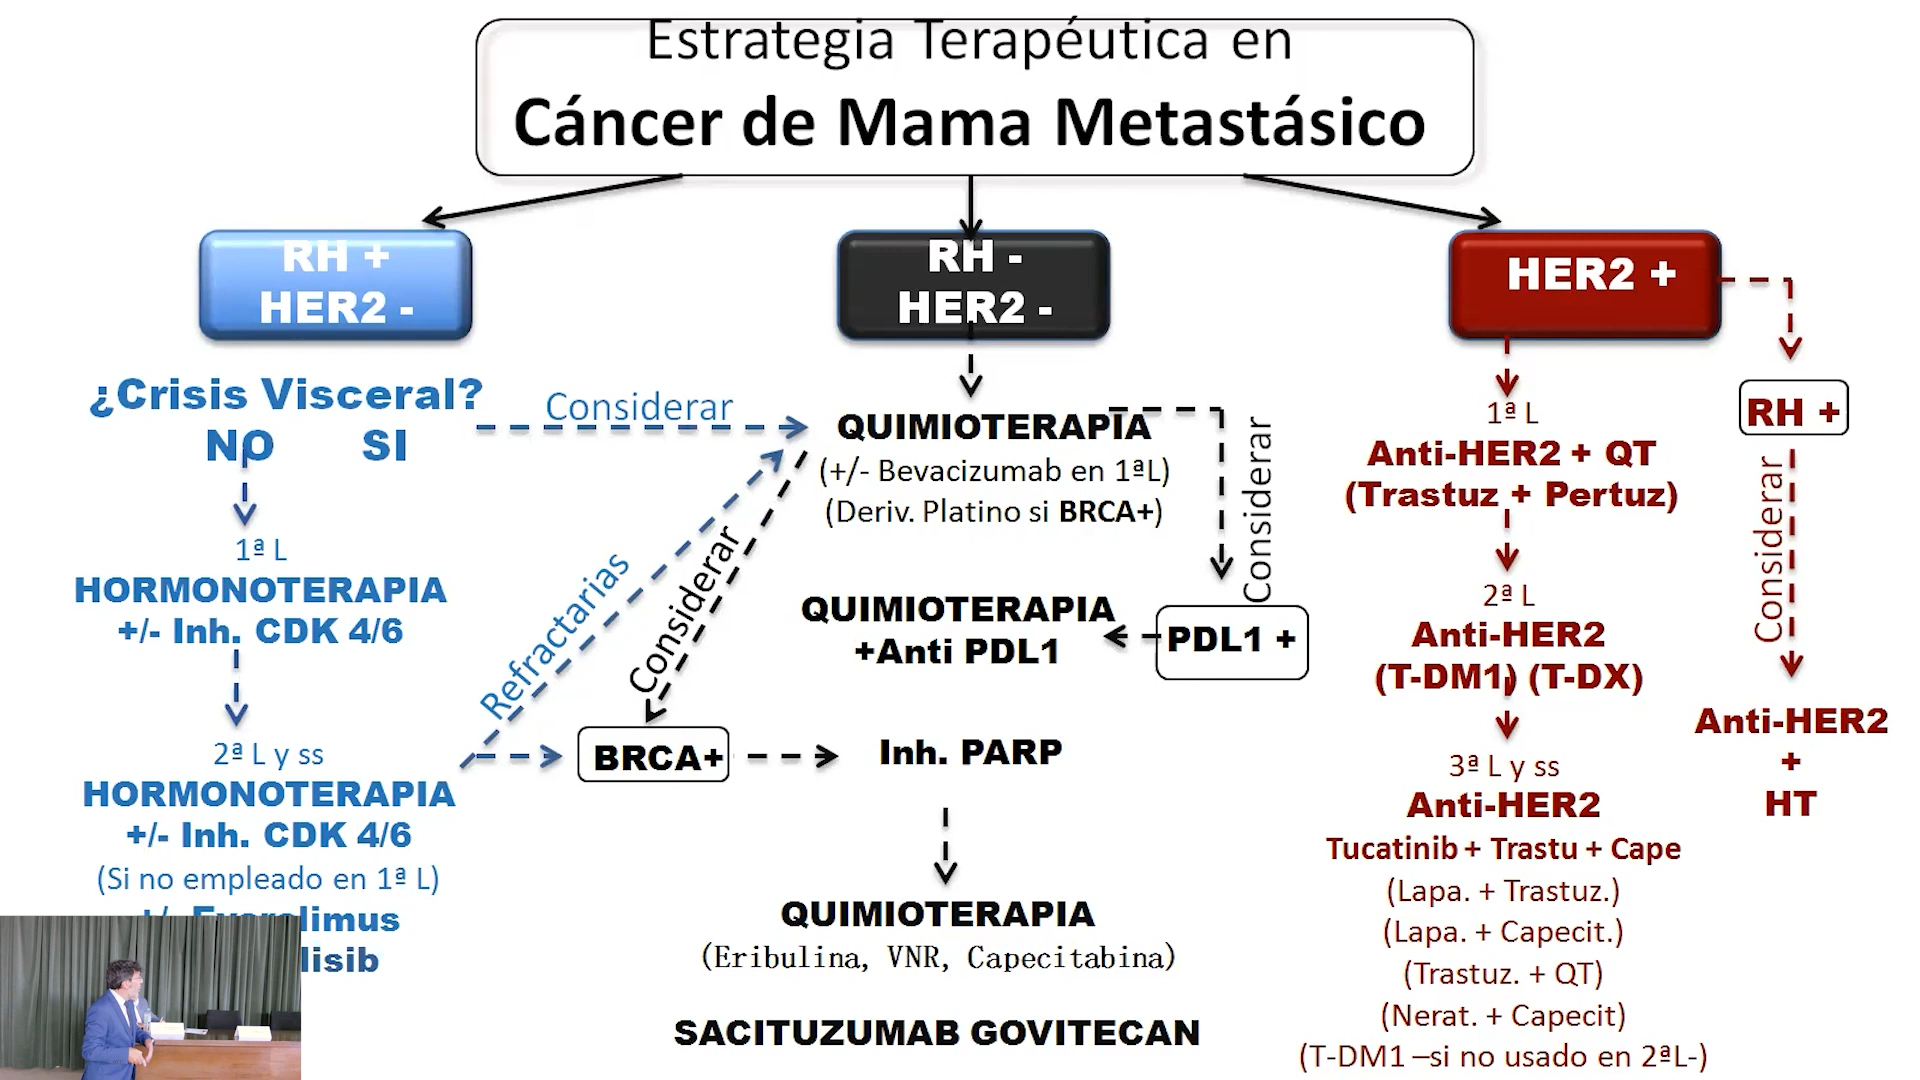 Estrategia Terapéutica en
Cáncer de Mama Metastásico
RH +
HER2 -
¿Crisis Visceral?
NO SI
Considerar
1ª L
HORMONOTERAPIA
+/- Inh. CDK 4/6
2ª L y ss
HORMONOTERAPIA
+/- Inh. CDK 4/6
(Si no empleado en 1ª L)
limus
lisib
Refractarias
Considerar
BRCA+
RH -
HER2 -
QUIMIOTERAPIA
(+/- Bevacizumab en 1ªL)
(Deriv. Platino si BRCA+)
Considerar
PDL1 +
QUIMIOTERAPIA
+Anti PDL1
Inh. PARP
QUIMIOTERAPIA
(Eribulina, VNR, Capecitabina)
SACITUZUMAB GOVITECAN
HER2 +
1ª L
Anti-HER2 + QT
(Trastuz + Pertuz)
2ª L
Anti-HER2
(T-DM1) (T-DX)
3ª L y ss
Anti-HER2
Tucatinib + Trastu + Cape
(Lapa. + Trastuz.)
(Lapa. + Capecit.)
(Trastuz. + QT)
(Nerat. + Capecit)
(T-DM1 –si no usado en 2ªL-)
RH +
Considerar
Anti-HER2
+
HT